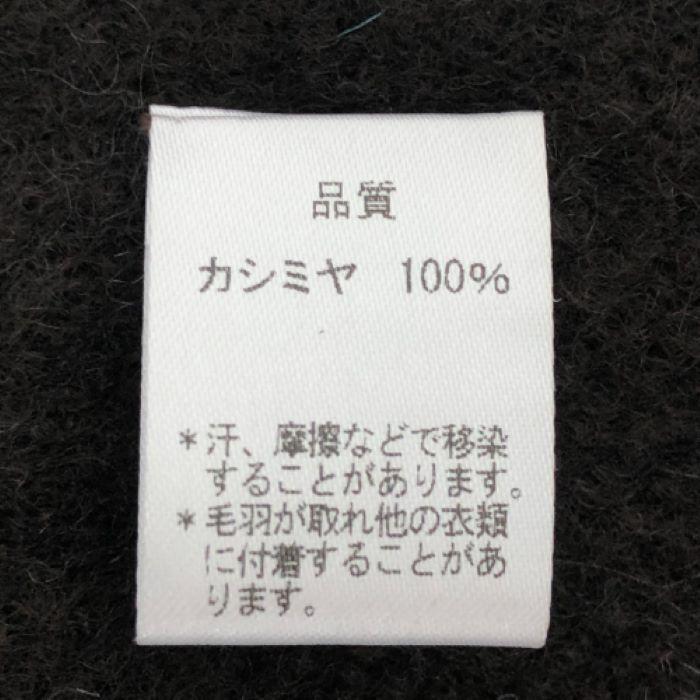 品質
カシミヤ 100%
*汗、摩擦などで移染
することがあります。
*毛羽が取れ他の衣類
に付着することがあ
ります。